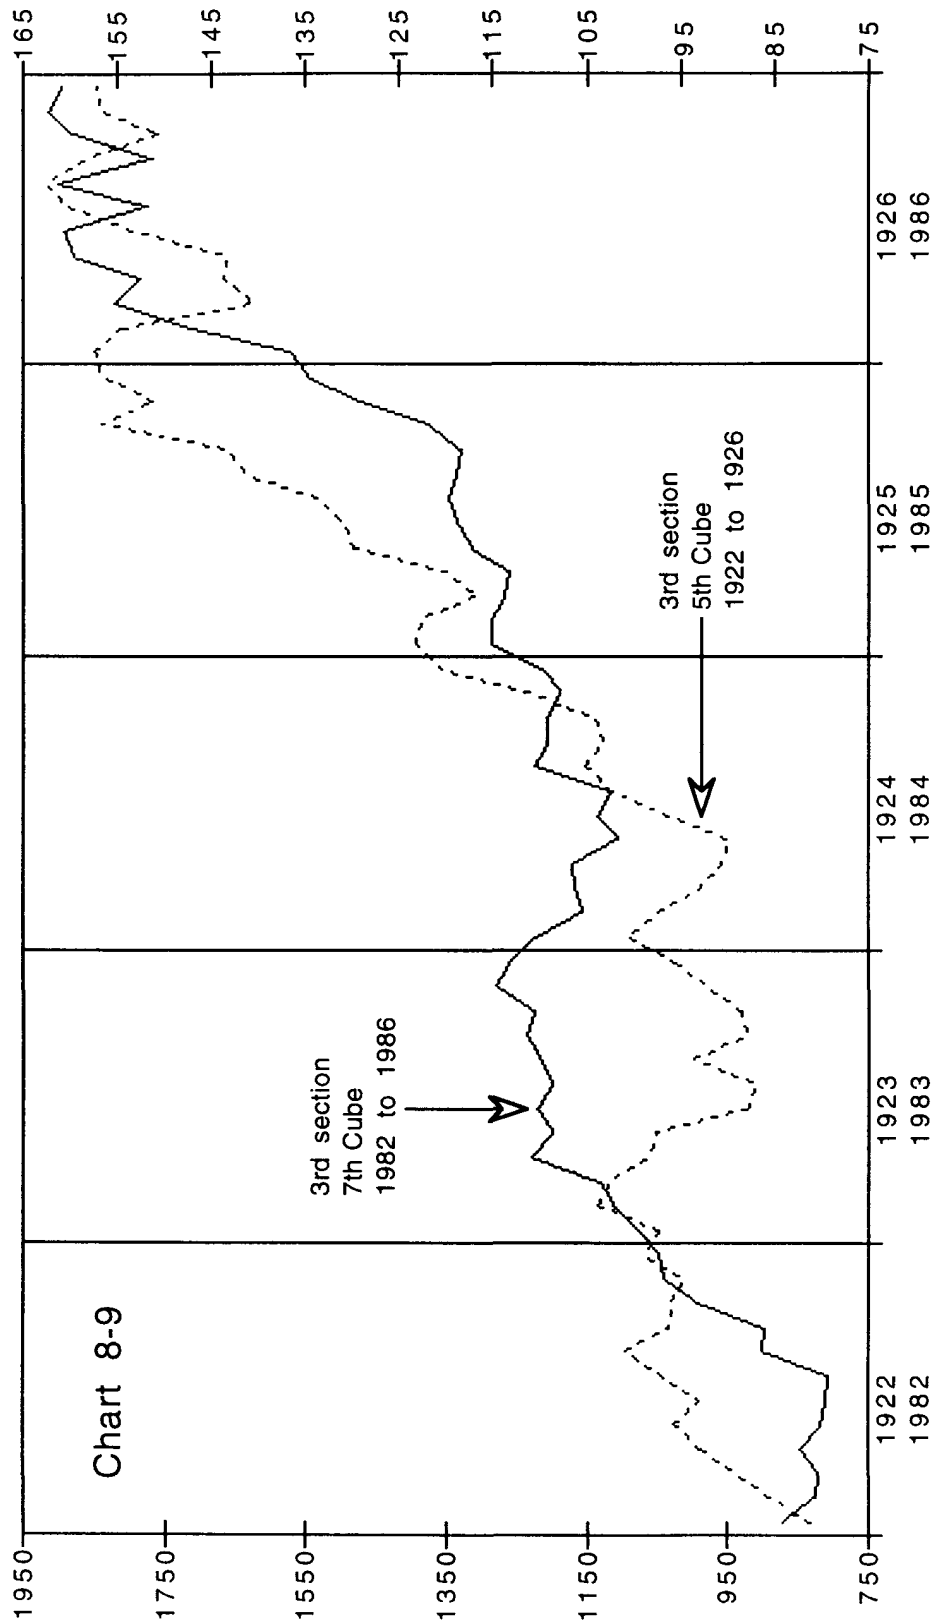 Chart 8-9
1950
1750
1550
1350
1150
950
750
165
155
145
135
125
115
105
95
85
75
3rd section
7th Cube
1982 to 1986
3rd section
5th Cube
1922 to 1926
1922 1923 1924 1925 1926
1982 1983 1984 1985 1986